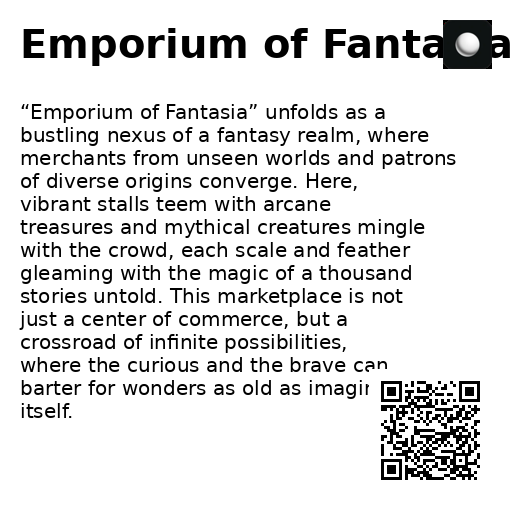 Emporium of Fantasia
“Emporium of Fantasia” unfolds as a
bustling nexus of a fantasy realm, where
merchants from unseen worlds and patrons
of diverse origins converge. Here,
vibrant stalls teem with arcane
treasures and mythical creatures mingle
with the crowd, each scale and feather
gleaming with the magic of a thousand
stories untold. This marketplace is not
just a center of commerce, but a
crossroad of infinite possibilities,
where the curious and the brave can
barter for wonders as old as
itself.